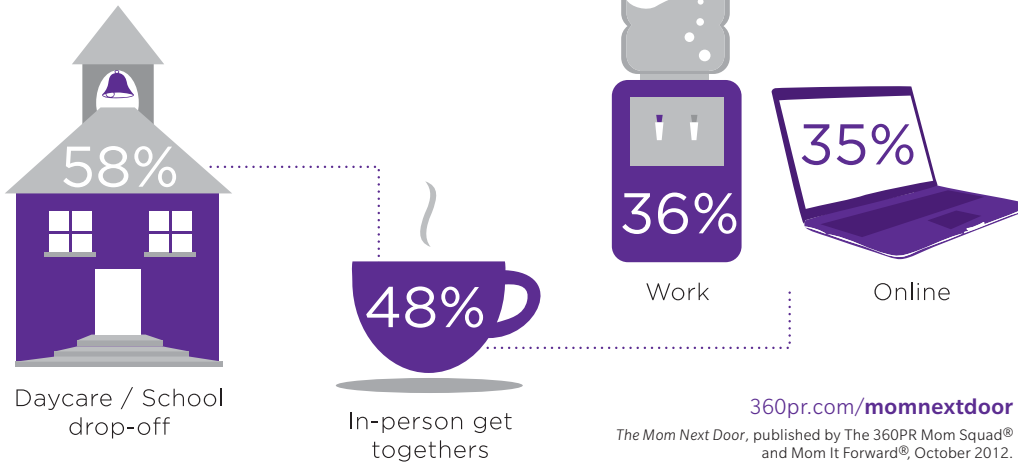 58%
Daycare / School
drop-off
48%
In-person get
togethers
36%
Work
35%
Online
360pr.com/momnextdoor
The Mom Next Door, published by The 360PR Mom Squad®
and Mom It Forward®, October 2012.